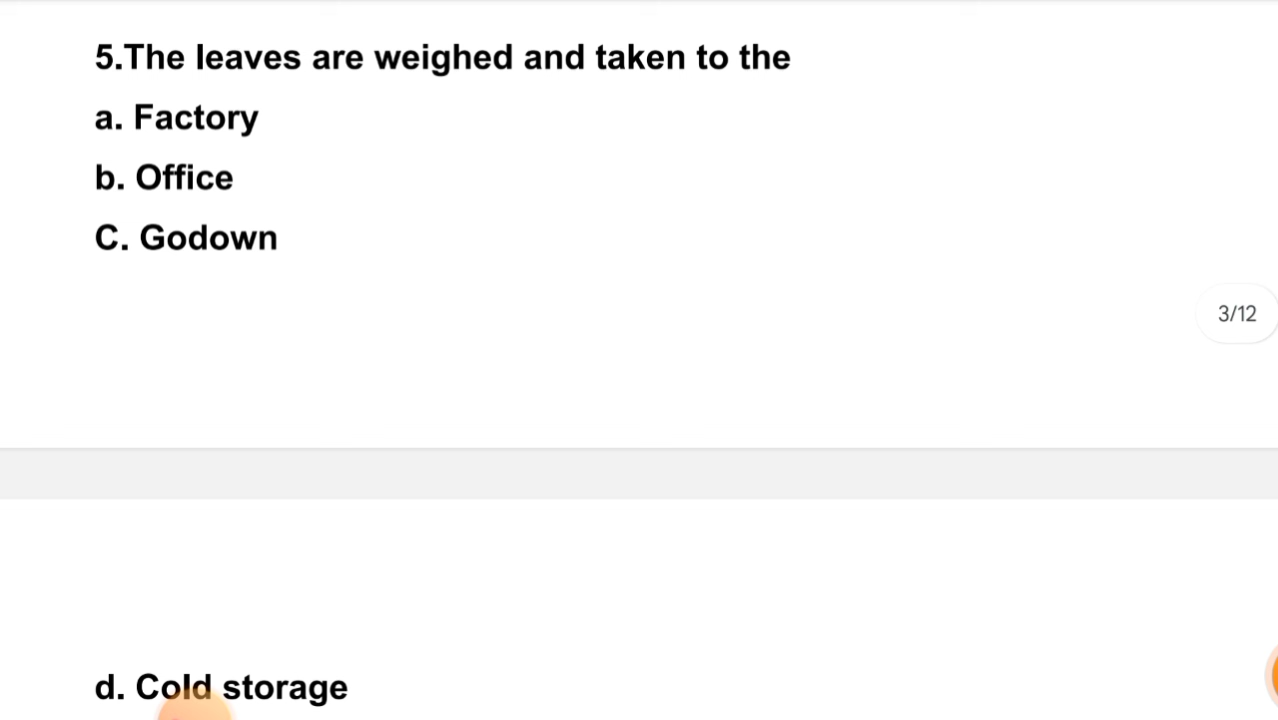 5.The leaves are weighed and taken to the
a. Factory
b. Office
C. Godown
3/12
d. Cold storage